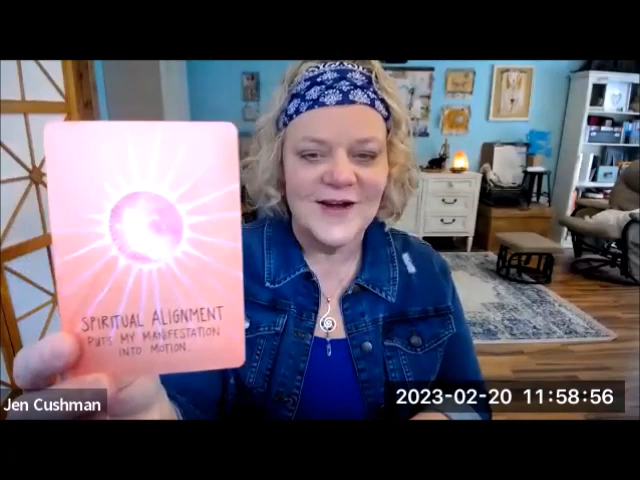 SPIRITUAL ALIGNMENT
PUTS MY MANIFESTATION
INTO MOTION.
Jen Cushman
2023-02-20 11:58:56